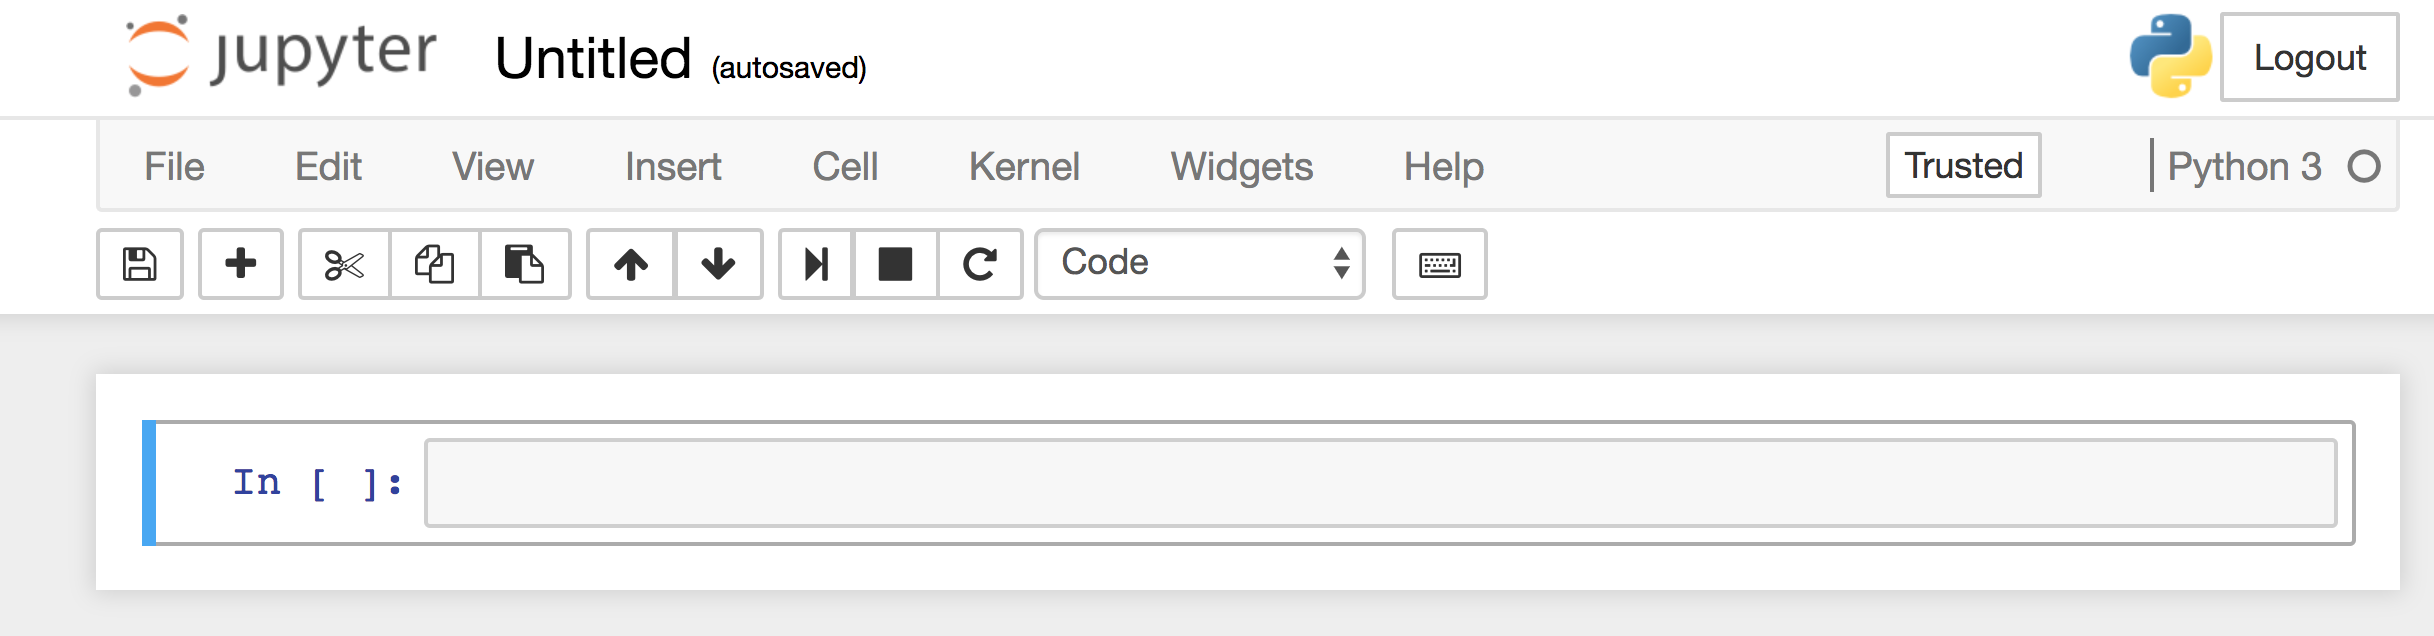 jupyter Untitled (autosaved) Logout
File Edit View Insert Cell Kernel Widgets Help Trusted Python 3
Code
In [ ]: